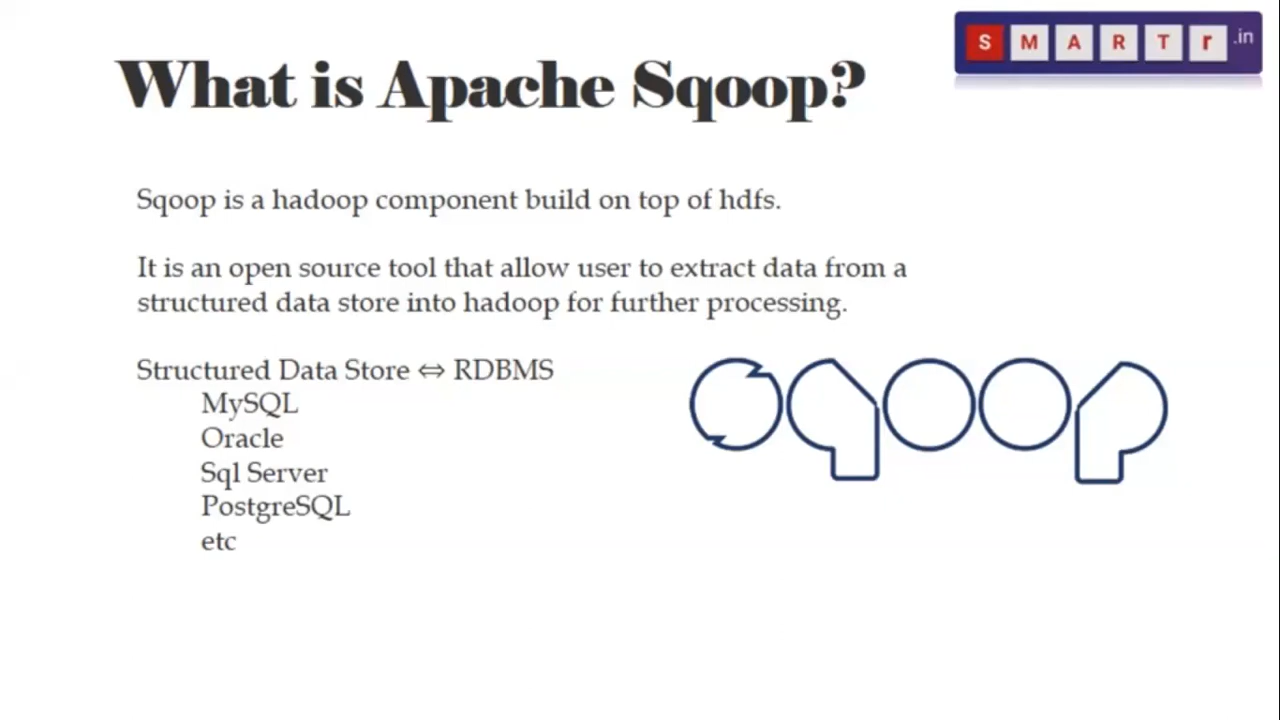 SMARTr.in
What is Apache Sqoop?
Sqoop is a hadoop component build on top of hdfs.
It is an open source tool that allow user to extract data from a
structured data store into hadoop for further processing.
Structured Data Store ⇔ RDBMS
MySQL
Oracle
Sql Server
PostgreSQL
etc
sqoop